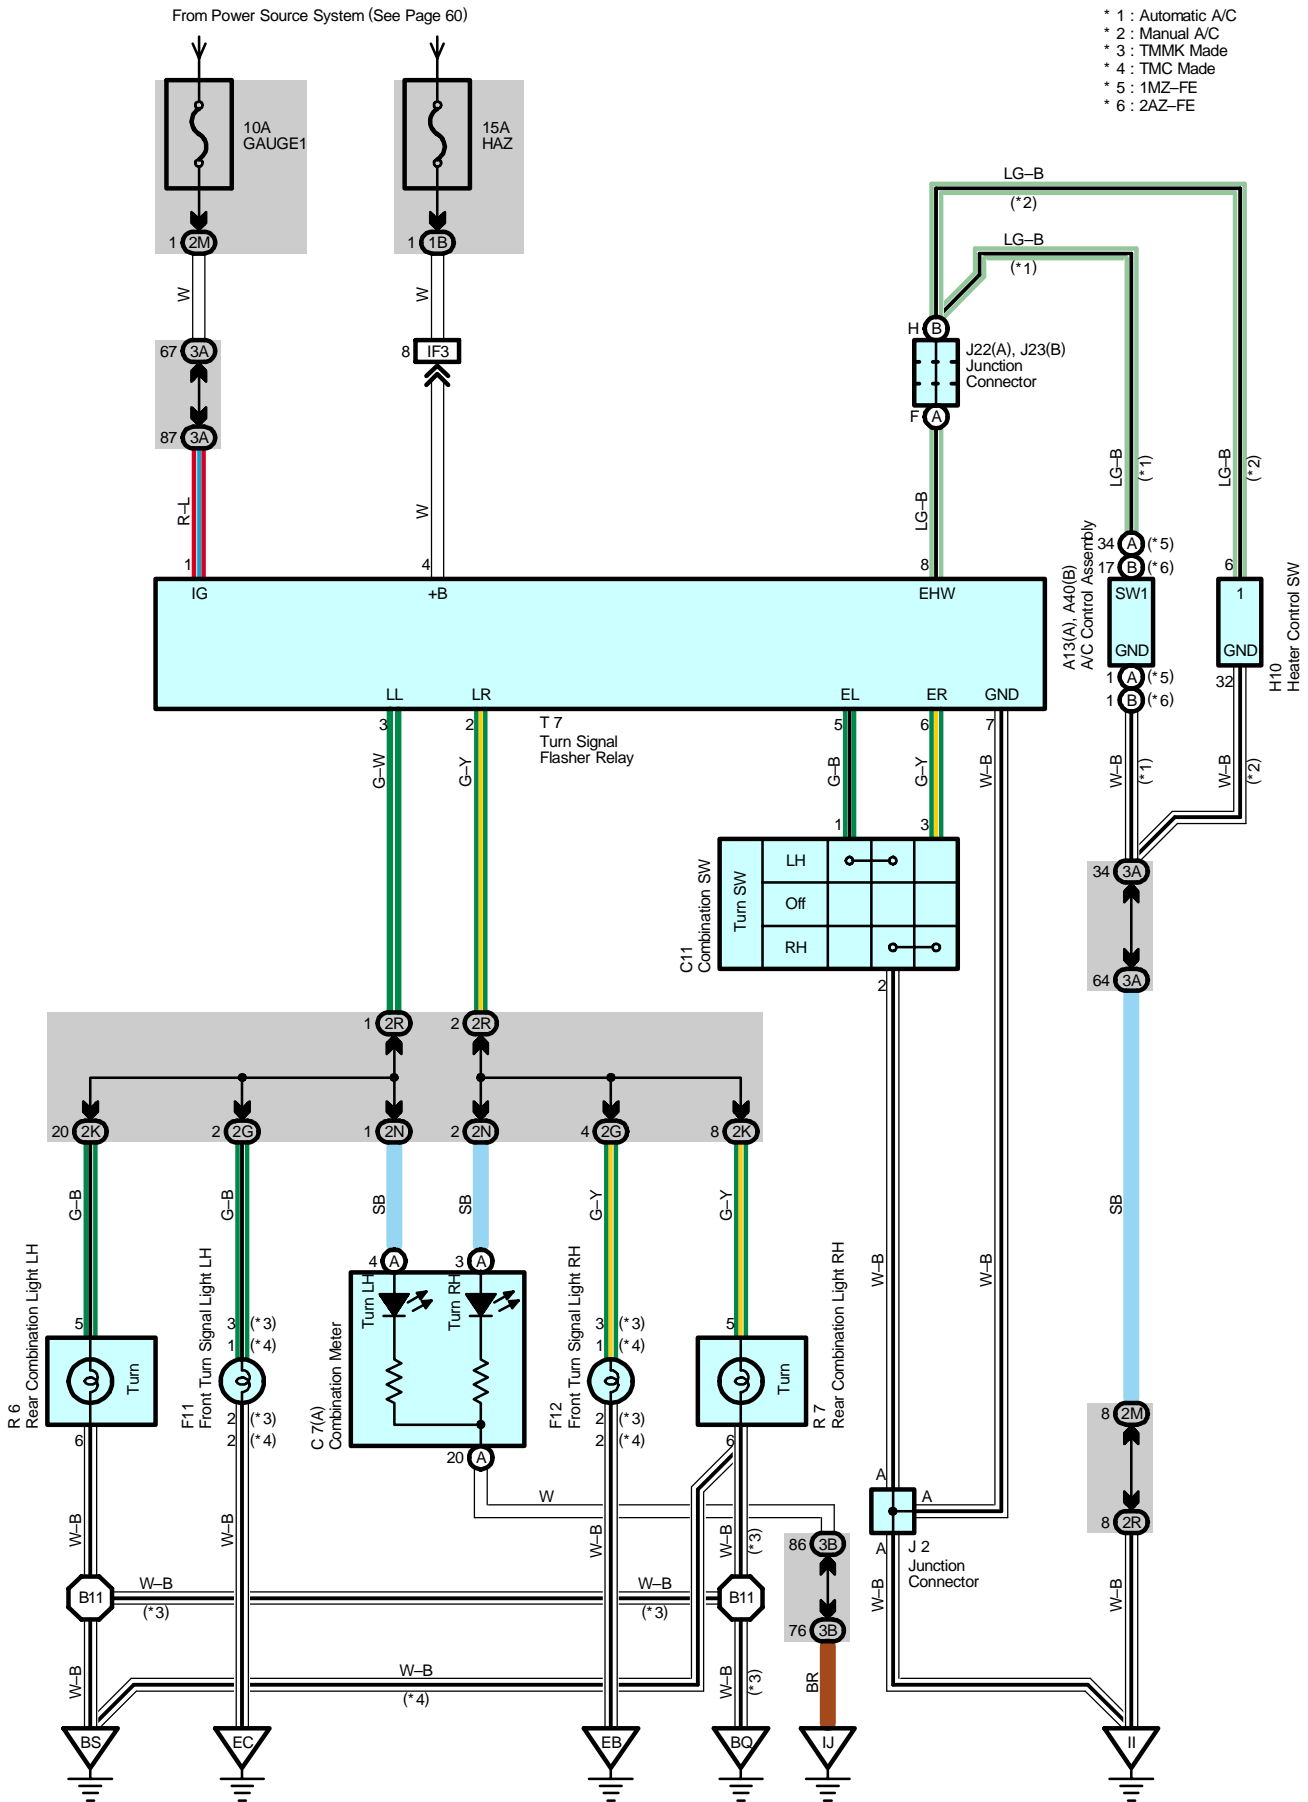 From Power Source System (See Page 60)
* 1 : Automatic A/C
* 2 : Manual A/C
* 3 : TMMK Made
* 4 : TMC Made
* 5 : 1MZ–FE
* 6 : 2AZ–FE
10A
GAUGE1
15A
HAZ
1 2M
1 1B
LG–B
(*2)
LG–B
(*1)
W
W
67 3A
8 IF3
H B
J22(A), J23(B)
Junction
Connector
F A
87 3A
R–L
W
LG–B
LG–B
(*1)
LG–B
(*2)
34 A (*5)
17 B (*6)
1
4
8
6
IG
+B
EHW
SW1
1
GND
GND
A13(A), A40(B)
A/C Control Assembly
H10
Heater Control SW
1 A (*5)
1 B (*6)
32
LL
LR
EL
ER
GND
3
2
5
6
7
T 7
Turn Signal
Flasher Relay
G–W
G–Y
G–B
G–Y
W–B
W–B
(*1)
W–B
(*2)
1
3
C11
Combination SW
Turn SW
LH
Off
RH
2
34 3A
64 3A
1 2R
2 2R
20 2K
2 2G
1 2N
2 2N
4 2G
8 2K
G–B
G–B
SB
SB
G–Y
G–Y
W–B
W–B
SB
4 A
3 A
5
3 (*3)
1 (*4)
Turn LH
Turn RH
3 (*3)
1 (*4)
5
R 6
Rear Combination Light LH
Turn
F11
Front Turn Signal Light LH
C 7(A)
Combination Meter
F12
Front Turn Signal Light RH
Turn
R 7
Rear Combination Light RH
6
2 (*3)
2 (*4)
20 A
2 (*3)
2 (*4)
6
8 2M
8 2R
W
A
A
A
J 2
Junction
Connector
W–B
W–B
W–B
W–B
(*3)
86 3B
76 3B
W–B
W–B
B11
W–B
(*3)
W–B
(*3)
B11
W–B
W–B
(*4)
W–B
(*3)
BR
BS
EC
EB
BQ
IJ
II